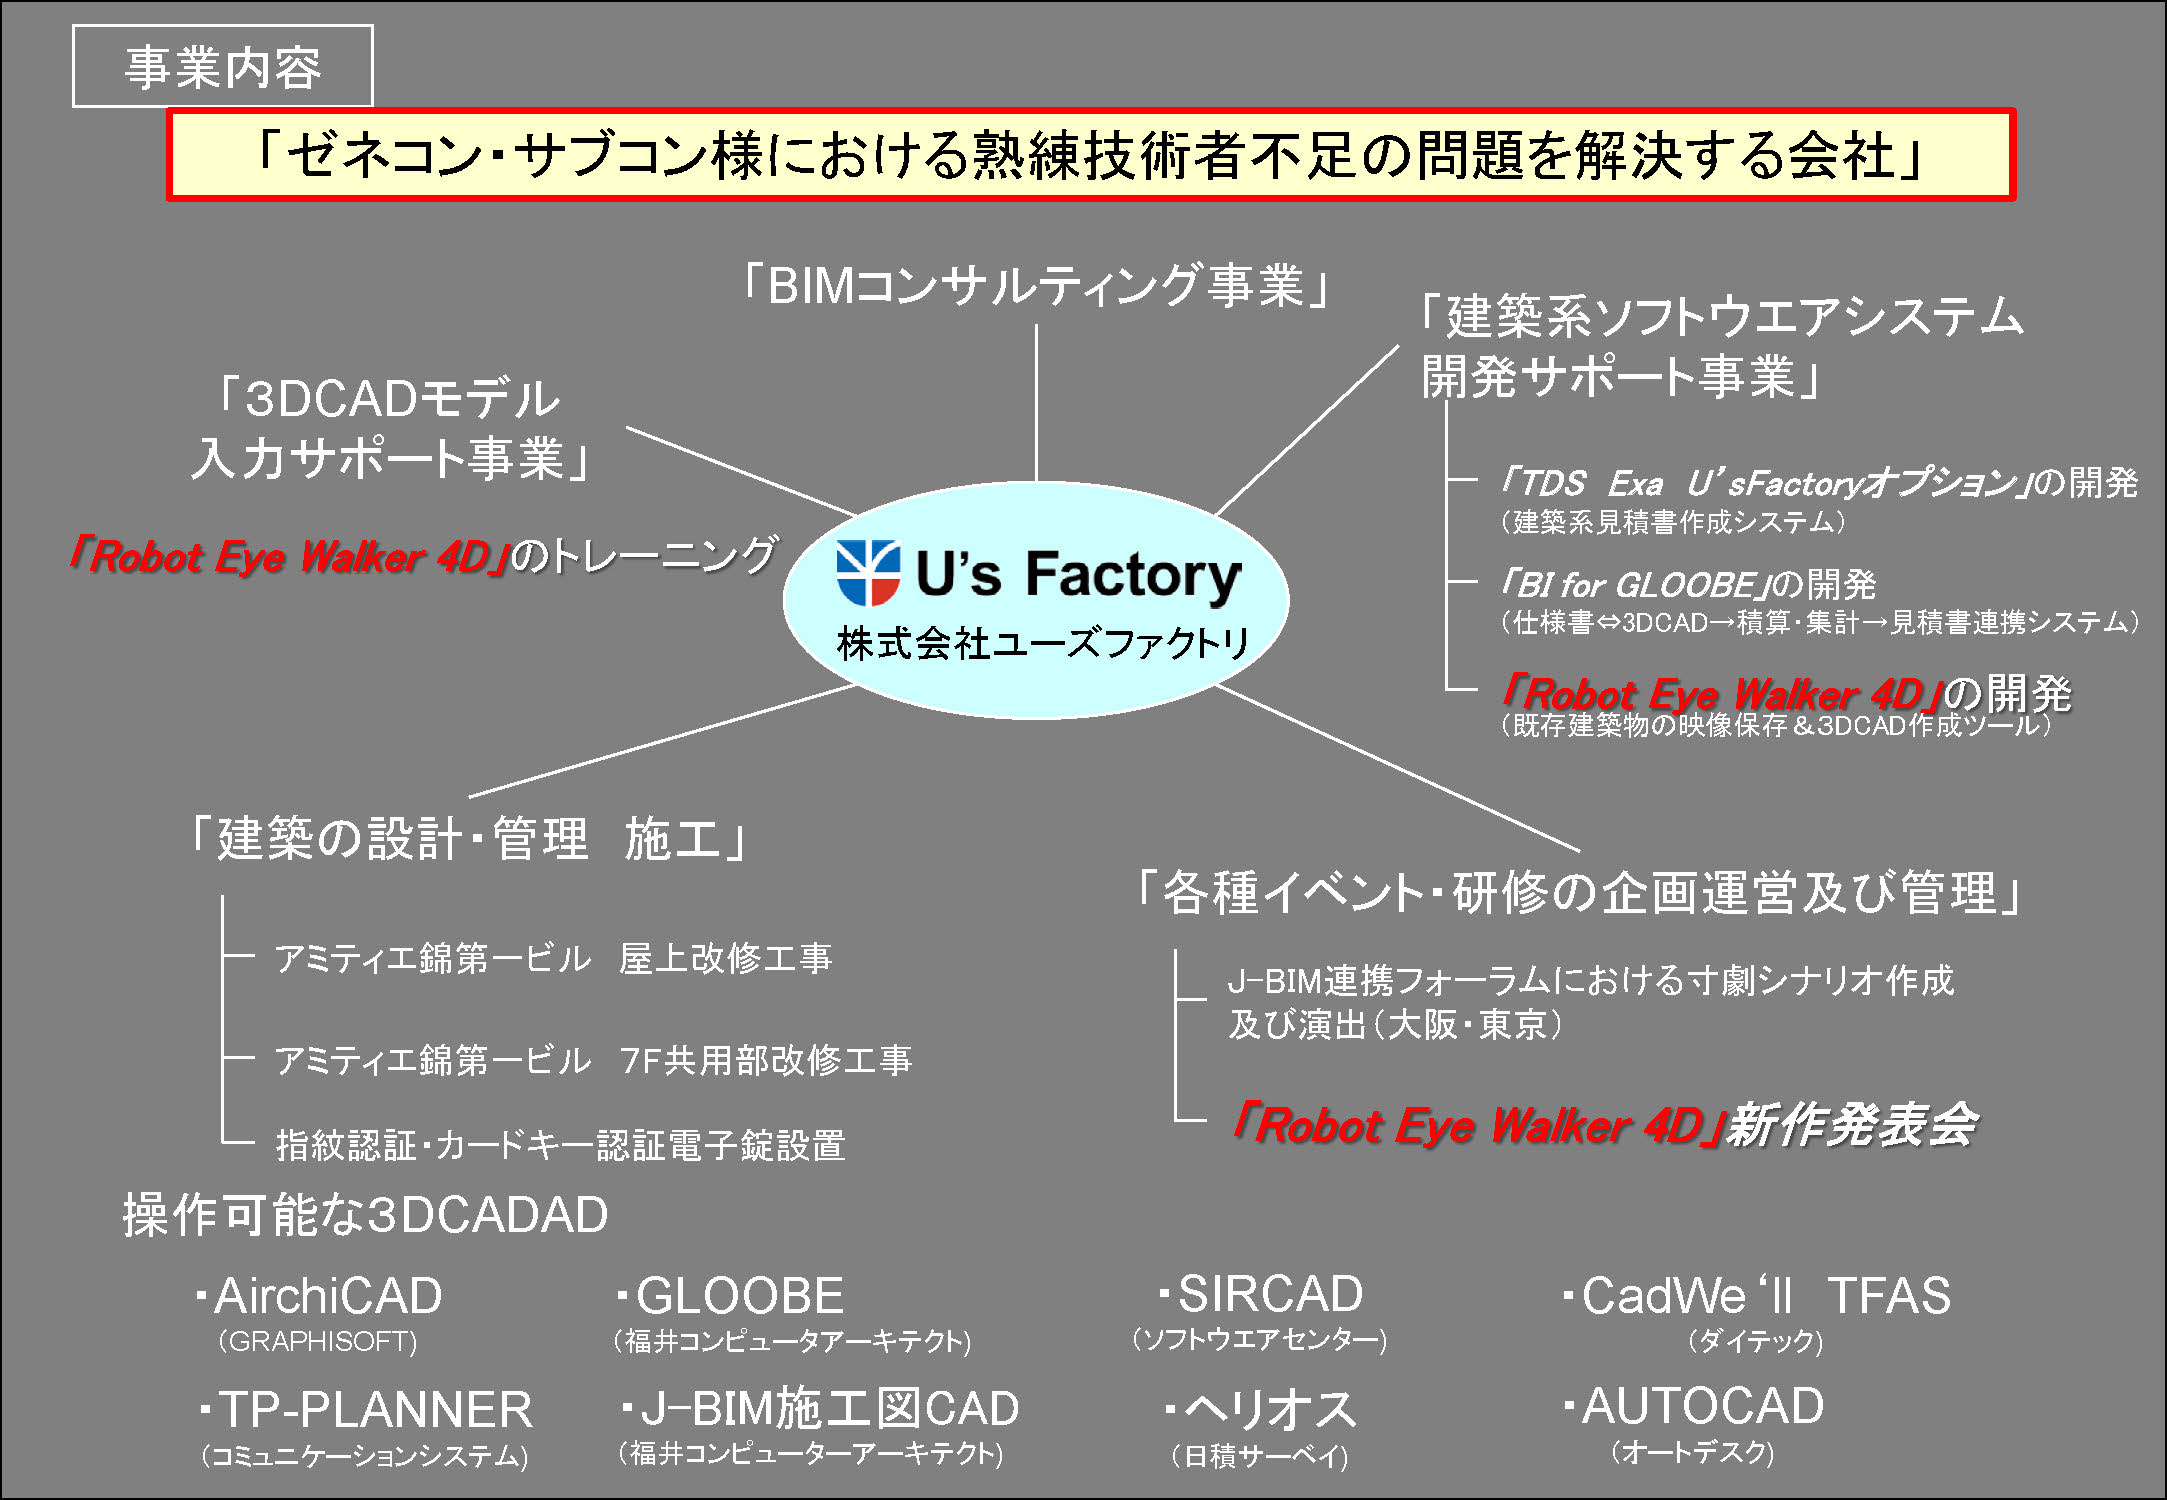 事業内容
「ゼネコン・サブコン様における熟練技術者不足の問題を解決する会社」
「BIMコンサルティング事業」
「建築系ソフトウエアシステム
開発サポート事業」
「TDS　Exa　U’sFactoryオプション」の開発
（建築系見積書作成システム）
「BI for GLOOBE」の開発
（仕様書⇔3DCAD→積算・集計→見積書連携システム）
「Robot Eye Walker 4D」の開発
（既存建築物の映像保存＆３DCAD作成ツール）
「３DCADモデル
入力サポート事業」
「Robot Eye Walker 4D」のトレーニング
U’s Factory
株式会社ユーズファクトリ
「建築の設計・管理　施工」
アミティエ錦第一ビル　屋上改修工事
アミティエ錦第一ビル　７F共用部改修工事
指紋認証・カードキー認証電子錠設置
「各種イベント・研修の企画運営及び管理」
J-BIM連携フォーラムにおける寸劇シナリオ作成
及び演出（大阪・東京）
「Robot Eye Walker 4D」新作発表会
操作可能な３DCADAD
・AirchiCAD
（GRAPHISOFT)
・GLOOBE
（福井コンピュータアーキテクト)
・SIRCAD
（ソフトウエアセンター)
・CadWe‘ll　TFAS
（ダイテック)
・TP-PLANNER
（コミュニケーションシステム)
・J-BIM施工図CAD
（福井コンピューターアーキテクト)
・ヘリオス
（日積サーベイ)
・AUTOCAD
（オートデスク)